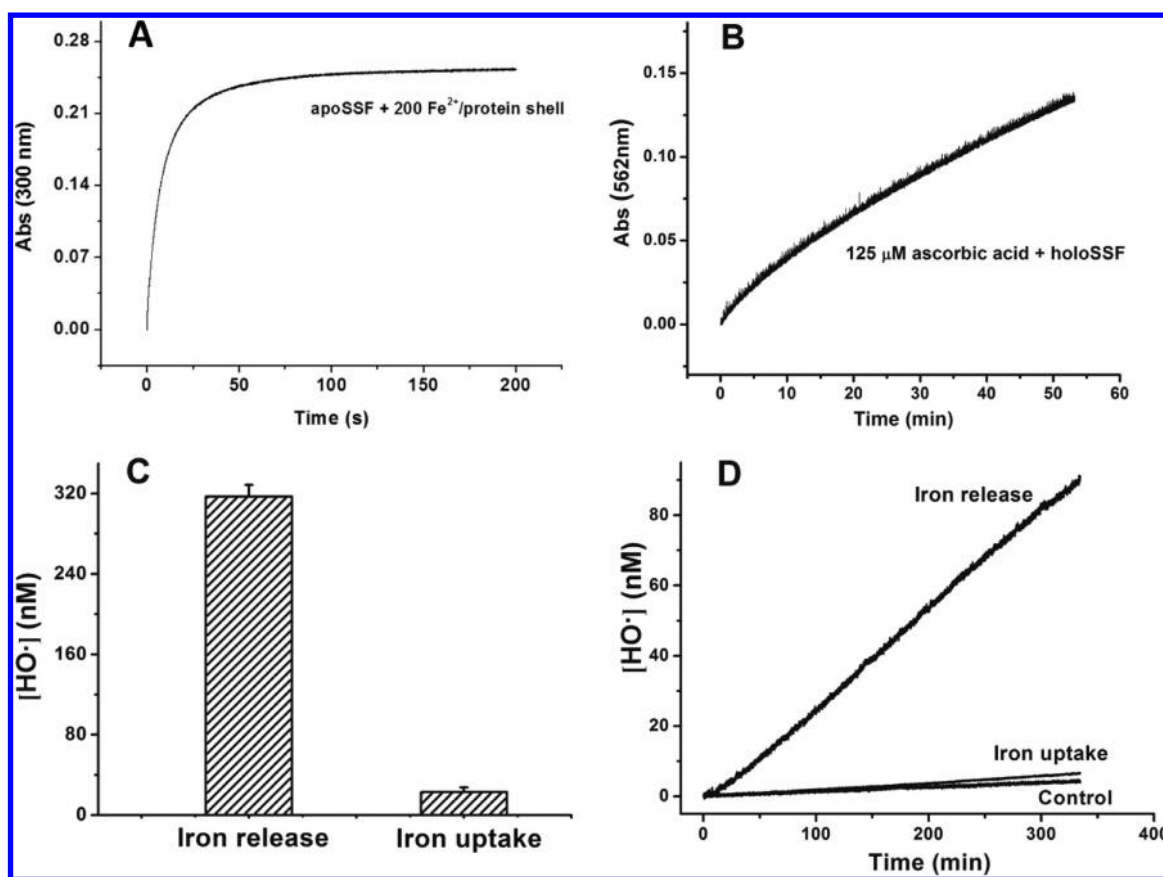 A
Abs (300 nm)
0.28
0.21
0.14
0.07
0.00
apoSSF + 200 Fe²⁺/protein shell
0 50 100 150 200
Time (s)
B
Abs (562nm)
0.15
0.10
0.05
0.00
125 μM ascorbic acid + holoSSF
0 10 20 30 40 50 60
Time (min)
C
[HO·] (nM)
320
240
160
80
0
Iron release Iron uptake
D
[HO·] (nM)
80
60
40
20
0
Iron release
Iron uptake
Control
0 100 200 300 400
Time (min)